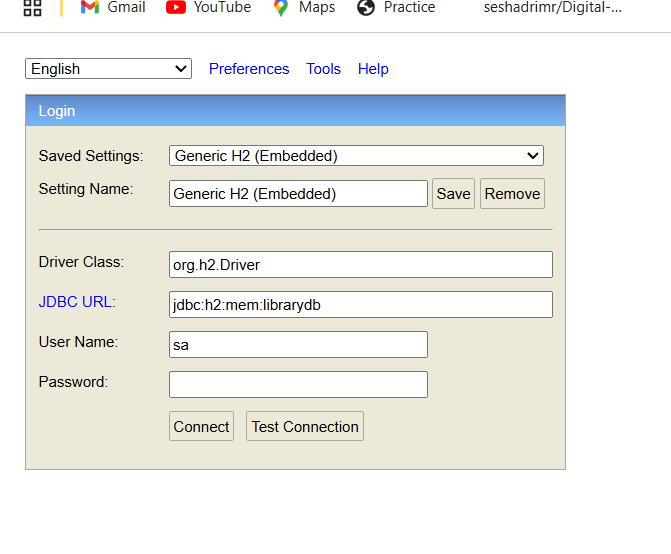 Gmail YouTube Maps Practice seshadrimr/Digital-...
English Preferences Tools Help
Login
Saved Settings: Generic H2 (Embedded)
Setting Name: Generic H2 (Embedded) Save Remove
Driver Class: org.h2.Driver
JDBC URL: jdbc:h2:mem:librarydb
User Name: sa
Password:
Connect Test Connection